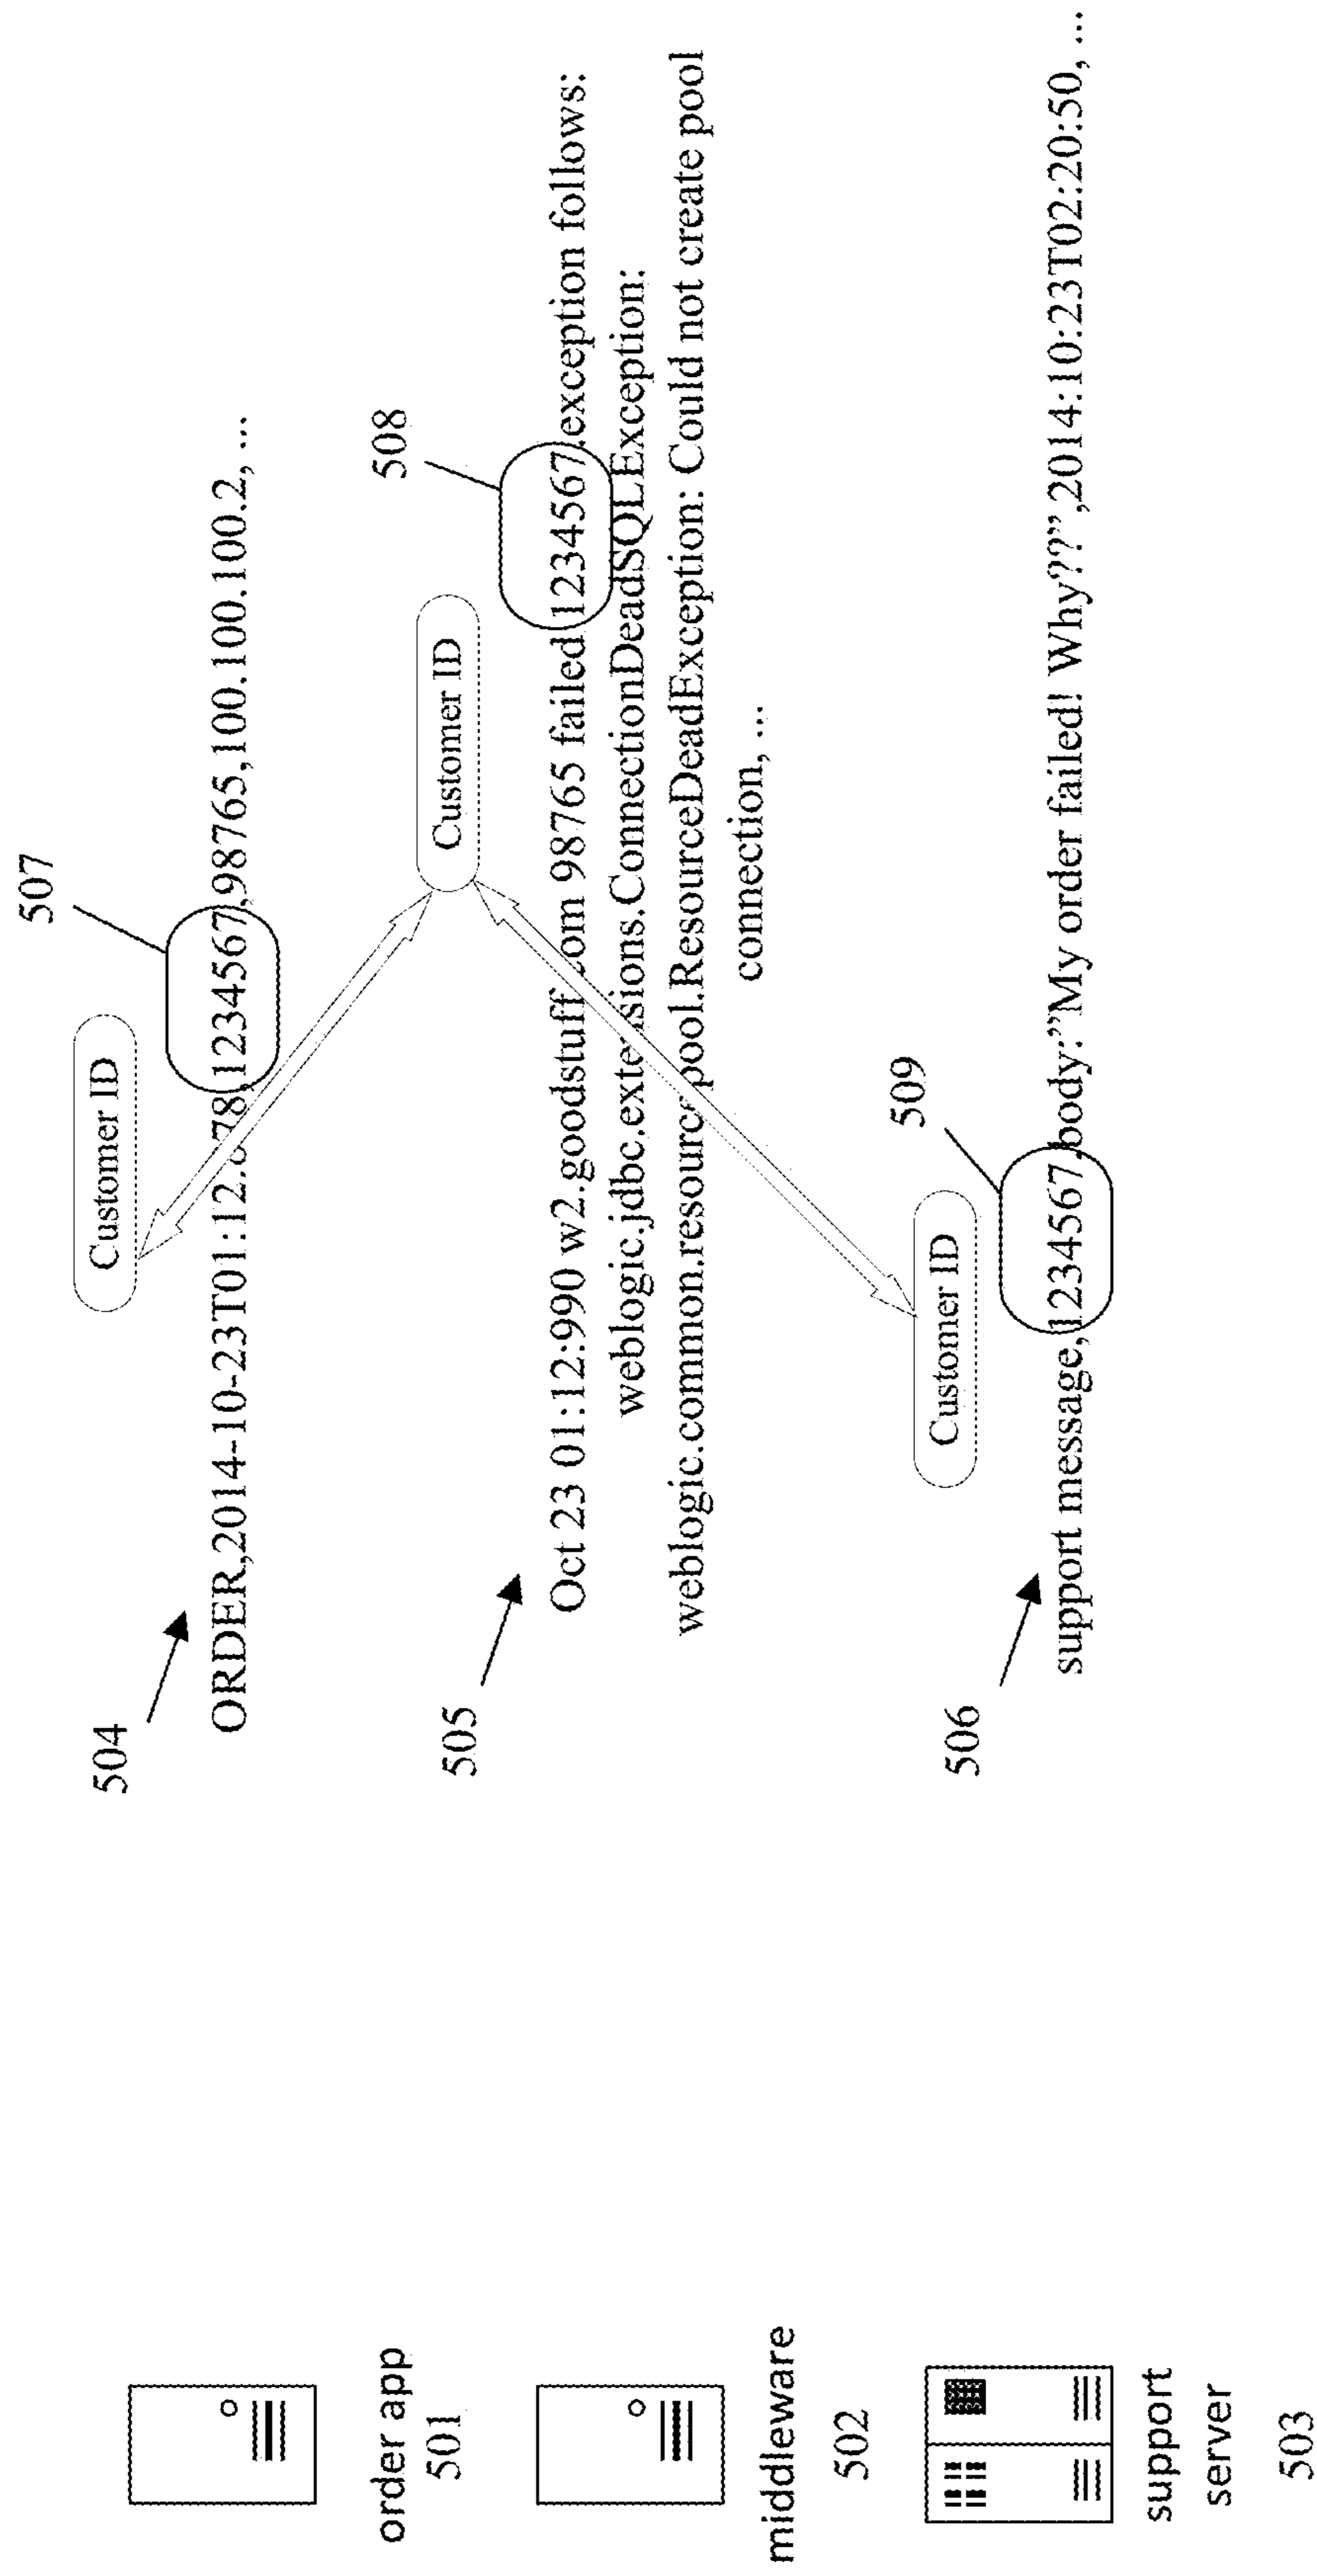 order app
501
504
ORDER,2014-10-23T01:12. 78 1234567,98765,100.100.100.2, ...
Customer ID
507
middleware
502
505
Oct 23 01:12:990 w2.goodstuff com 98765 failed 1234567.exception follows:
weblogic.jdbc.extensions.ConnectionDeadSQLException:
weblogic.common.resourcepool.ResourceDeadException: Could not create pool
connection, ...
Customer ID
508
support
server
503
506
support message,1234567,body:”My order failed! Why??”,2014:10:23T02:20:50, ...
Customer ID
509